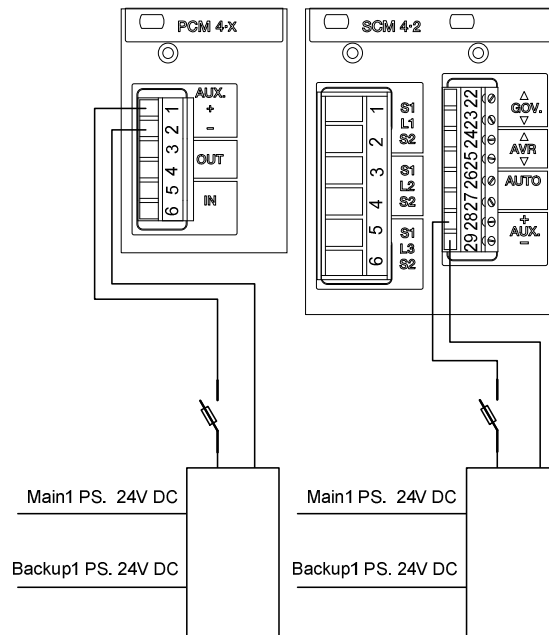 PCM 4·X
AUX.
+
−
OUT
IN
1
2
3
4
5
6
SCM 4·2
1
2
3
4
5
6
S1
L1
S2
S1
L2
S2
S1
L3
S2
22
23
24
25
26
27
28
29
GOV.
AVR
AUTO
+
AUX.
−
Main1 PS. 24V DC
Backup1 PS. 24V DC
Main1 PS. 24V DC
Backup1 PS. 24V DC